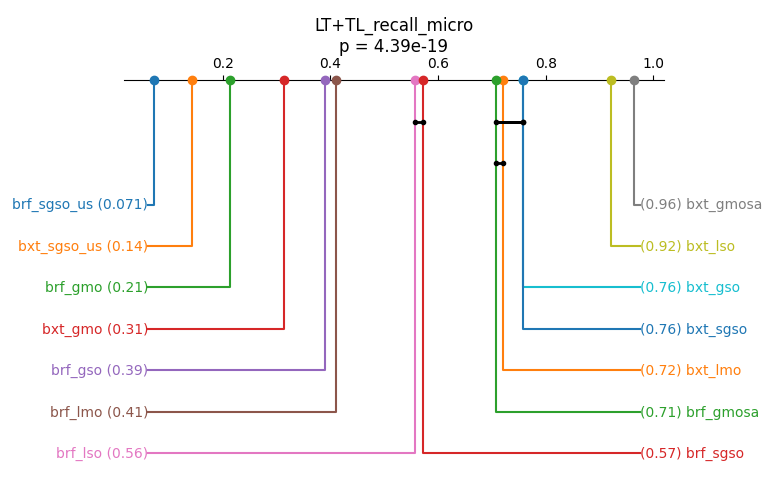 LT+TL_recall_micro
p = 4.39e-19
0.2 0.4 0.6 0.8 1.0
brf_sgso_us (0.071) (0.96) bxt_gmosa
bxt_sgso_us (0.14) (0.92) bxt_lso
brf_gmo (0.21) (0.76) bxt_gso
bxt_gmo (0.31) (0.76) bxt_sgso
brf_gso (0.39) (0.72) bxt_lmo
brf_lmo (0.41) (0.71) brf_gmosa
brf_lso (0.56) (0.57) brf_sgso